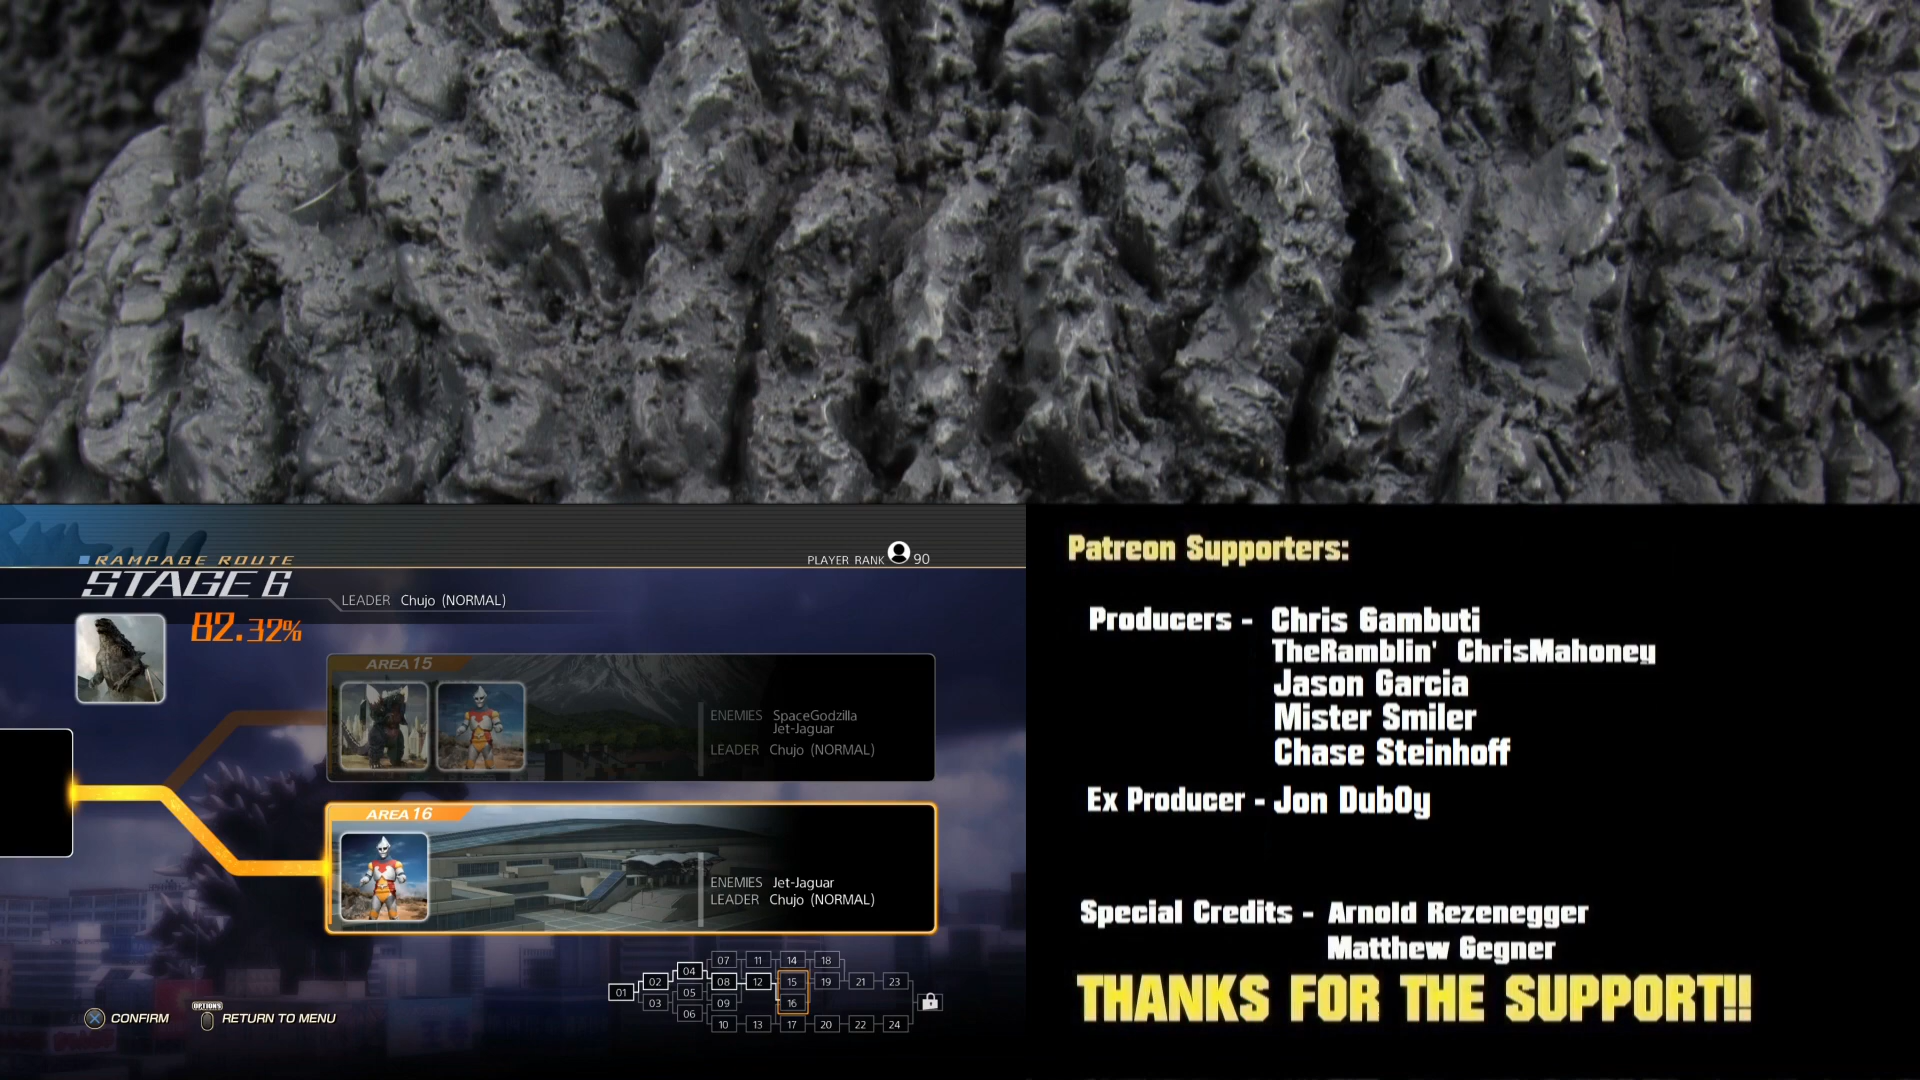 RAMPAGE ROUTE
STAGE 6
PLAYER RANK 90
LEADER Chujo (NORMAL)
82.32%
AREA 15
ENEMIES SpaceGodzilla
Jet-Jaguar
LEADER Chujo (NORMAL)
AREA 16
ENEMIES Jet-Jaguar
LEADER Chujo (NORMAL)
07 11 14 18
04
02 08 12 15 19 21 23
01 05
03 09 16
06
10 13 17 20 22 24
CONFIRM
OPTIONS
RETURN TO MENU
Patreon Supporters:
Producers - Chris Gambuti
TheRamblin' ChrisMahoney
Jason Garcia
Mister Smiler
Chase Steinhoff
Ex Producer - Jon DubOy
Special Credits - Arnold Rezenegger
Matthew Gegner
THANKS FOR THE SUPPORT!!